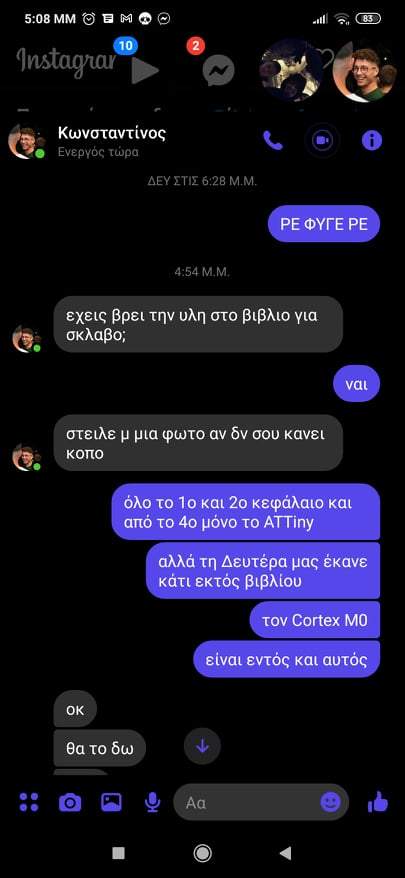 5:08 MM
83
Instagram
10
2
Κωνσταντίνος
Ενεργός τώρα
ΔΕΥ ΣΤΙΣ 6:28 Μ.Μ.
ΡΕ ΦΥΓΕ ΡΕ
4:54 Μ.Μ.
εχεις βρει την υλη στο βιβλιο για
σκλαβο;
ναι
στειλε μ μια φωτο αν δν σου κανει
κοπο
όλο το 1ο και 2ο κεφάλαιο και
από το 4ο μόνο το ATTiny
αλλά τη Δευτέρα μας έκανε
κάτι εκτός βιβλίου
τον Cortex M0
είναι εντός και αυτός
οκ
θα το δω
Αα